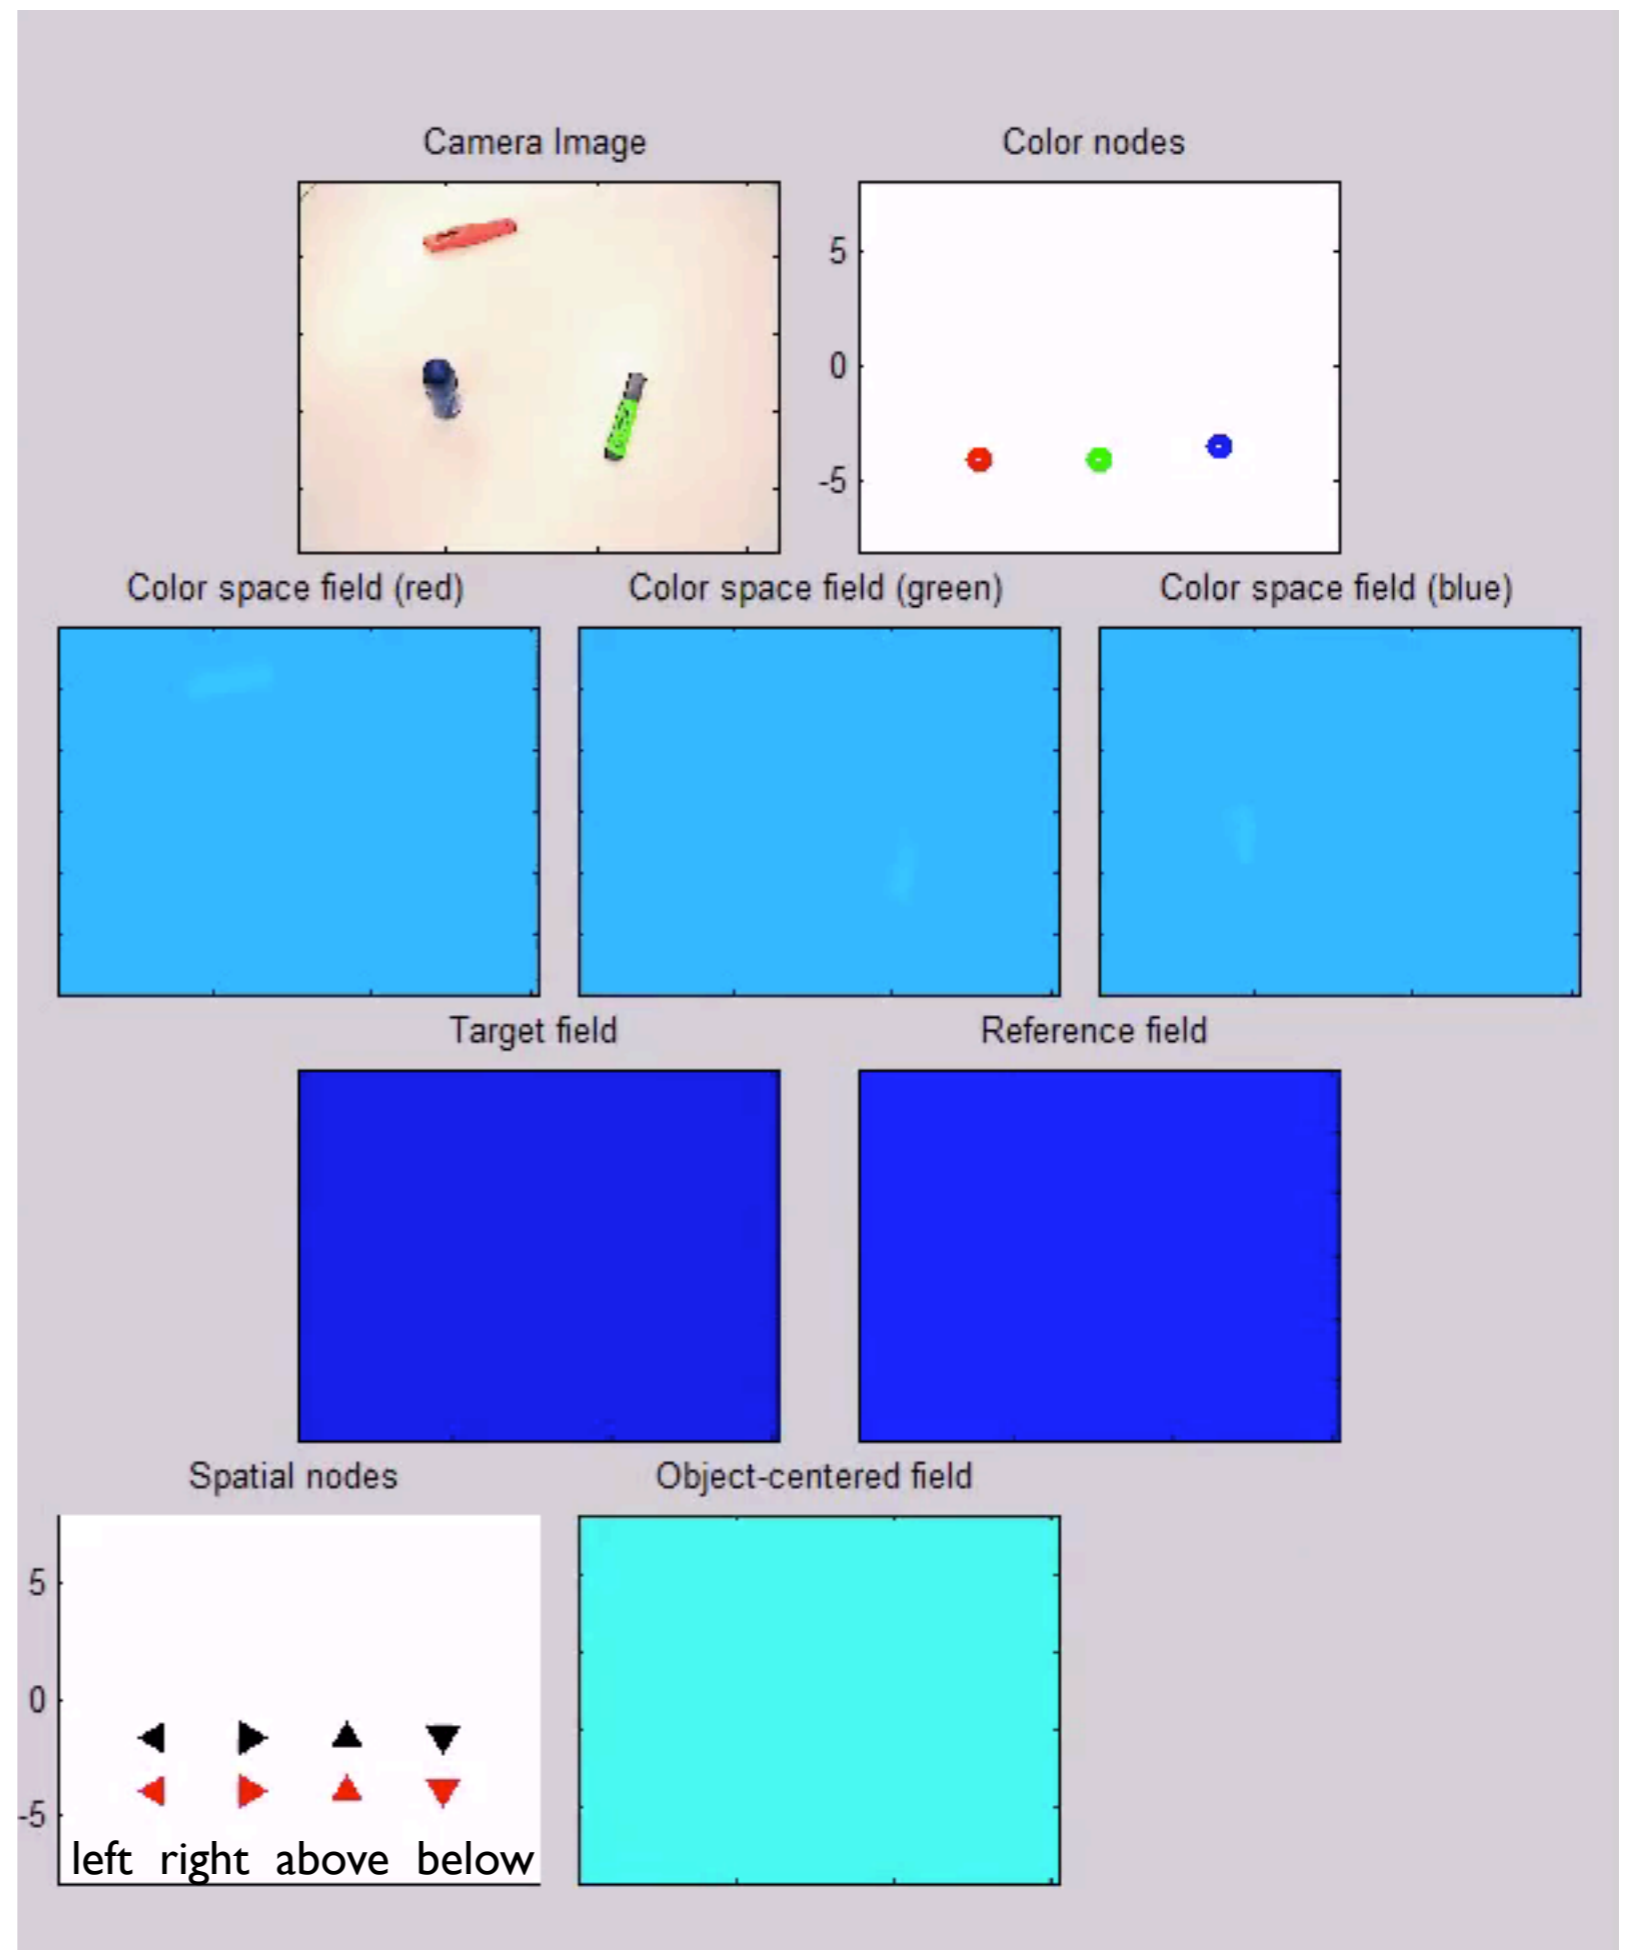 Camera Image
Color nodes
5
0
-5
Color space field (red)
Color space field (green)
Color space field (blue)
Target field
Reference field
Spatial nodes
Object-centered field
5
0
-5
left right above below